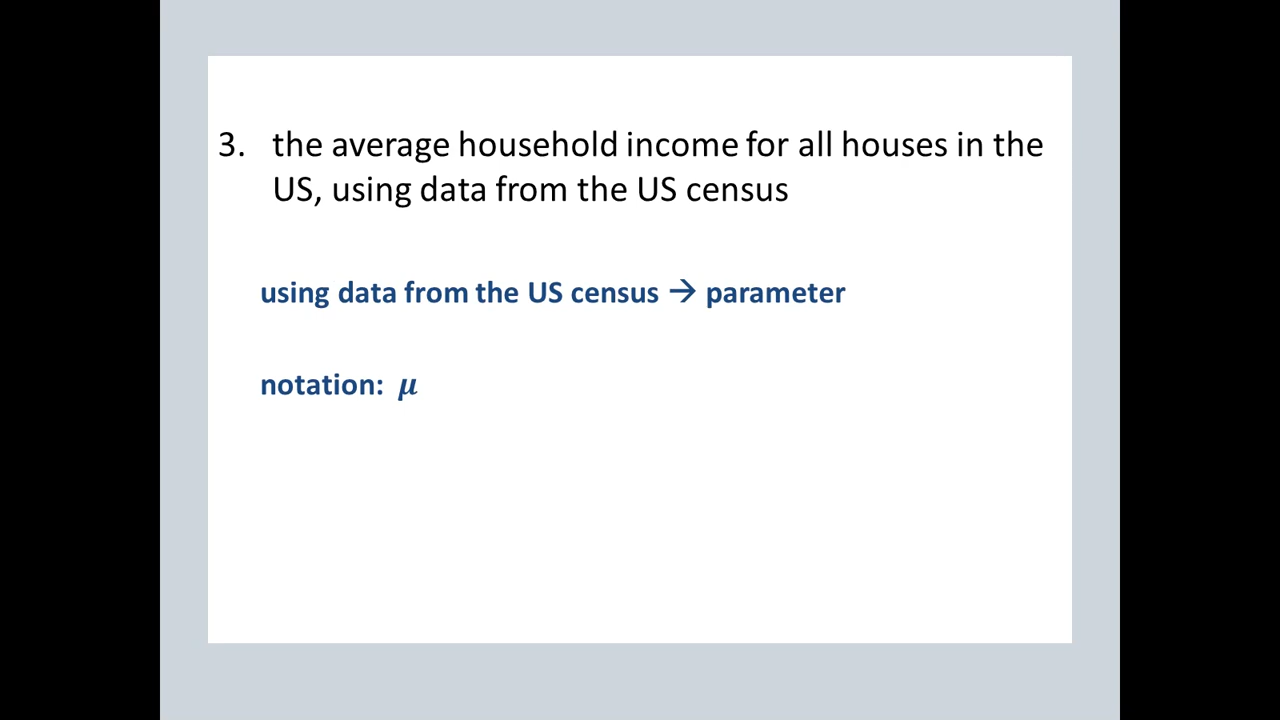 3. the average household income for all houses in the
US, using data from the US census
using data from the US census → parameter
notation: μ